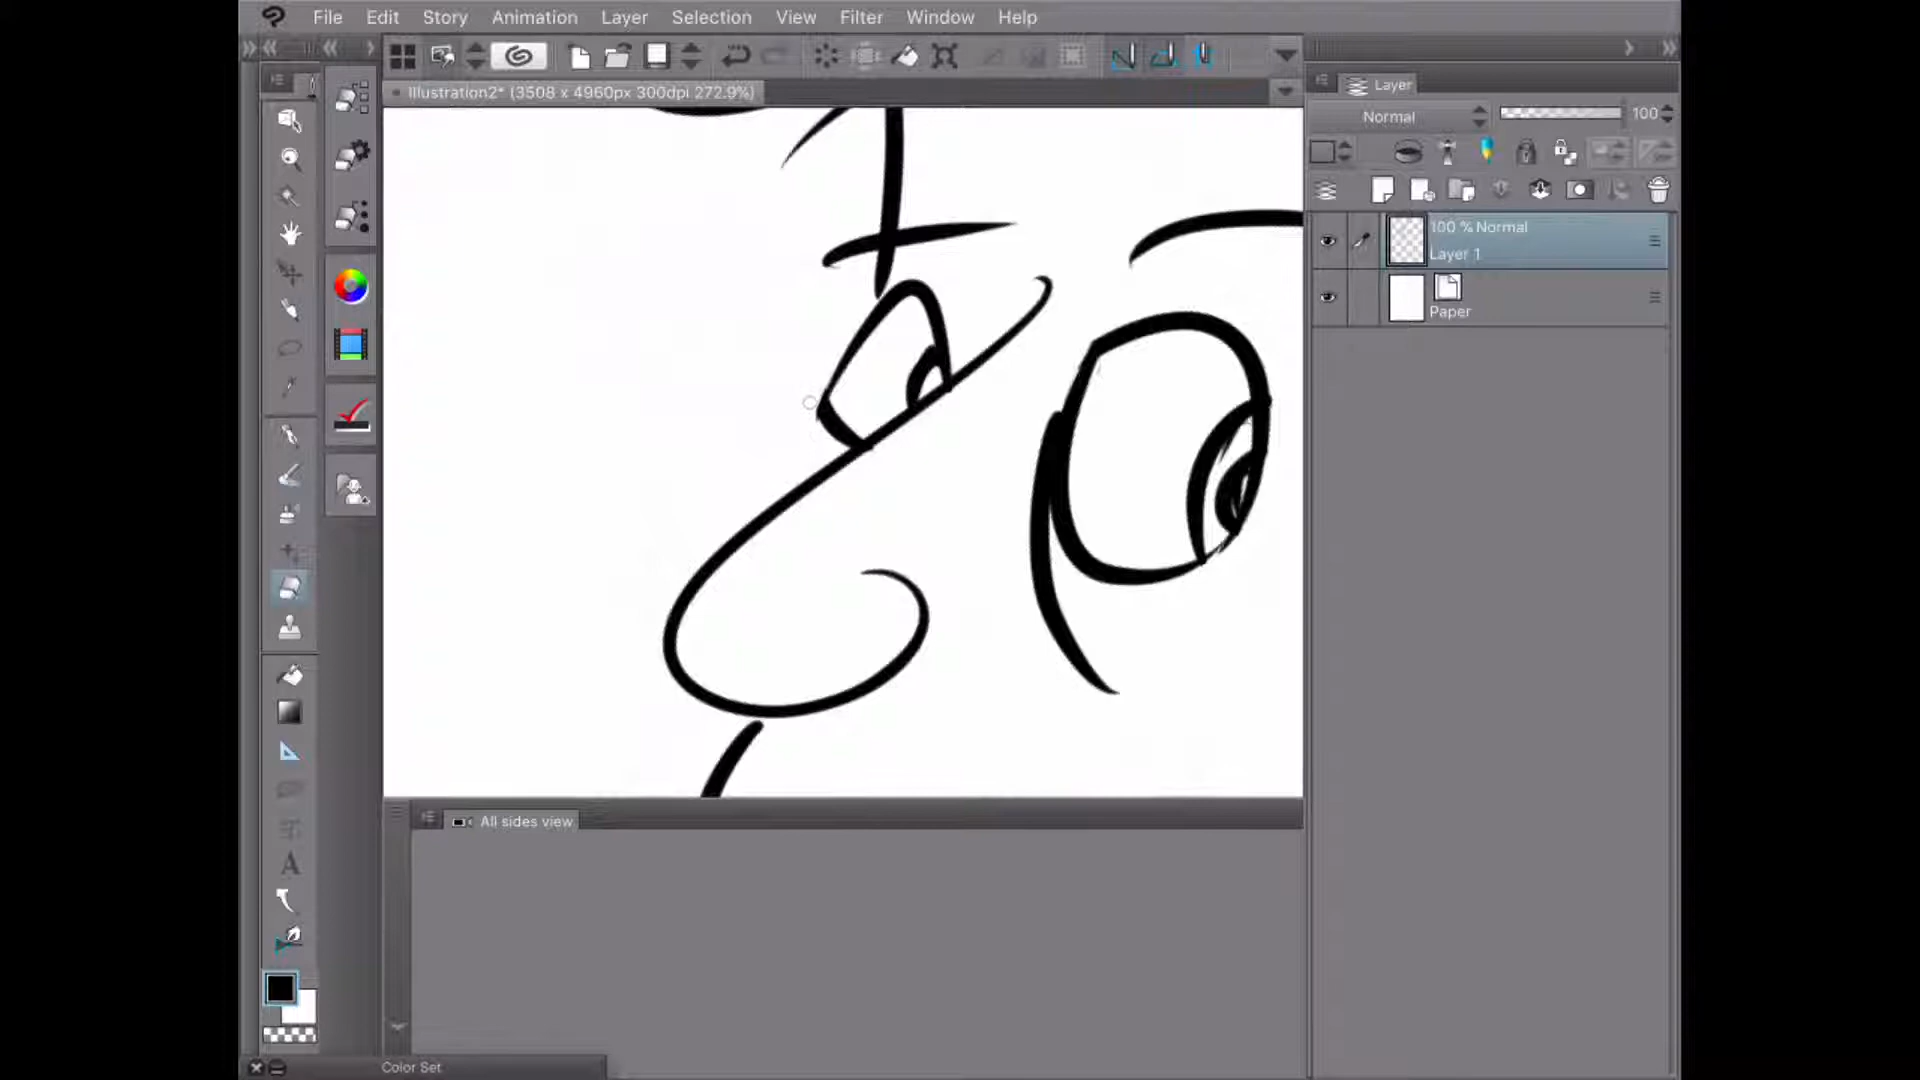 File Edit Story Animation Layer Selection View Filter Window Help
Illustration2* (3508 x 4960px 300dpi 272.9%)
Layer
Normal 100
100 % Normal
Layer 1
Paper
All sides view
Color Set